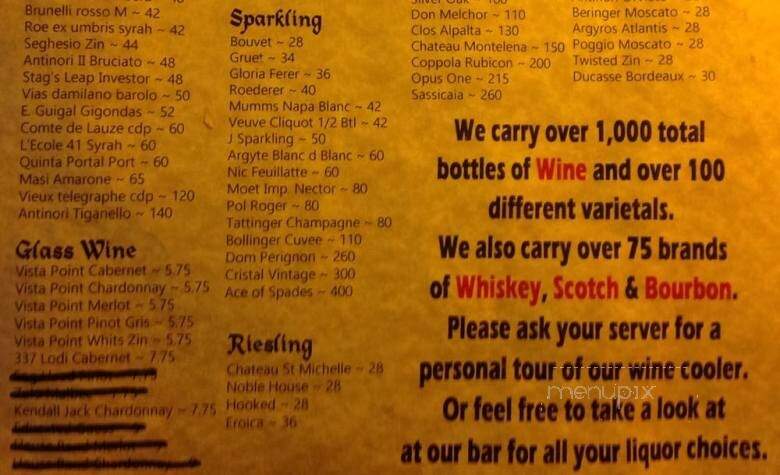 Brunelli rosso M ~ 42
Roe ex umbris syrah ~ 42
Seghesio Zin ~ 44
Antinori II Bruciato ~ 48
Stag's Leap Investor ~ 48
Vias damilano barolo ~ 50
E. Guigal Gigondas ~ 52
Comte de Lauze cdp ~ 60
L'Ecole 41 Syrah ~ 60
Quinta Portal Port ~ 60
Masi Amarone ~ 65
Vieux telegraphe cdp ~ 120
Antinori Tiganello ~ 140
Glass Wine
Vista Point Cabernet ~ 5.75
Vista Point Chardonnay ~ 5.75
Vista Point Merlot ~ 5.75
Vista Point Pinot Gris ~ 5.75
Vista Point Whits Zin ~ 5.75
337 Lodi Cabernet ~ 7.75
Kendall Jack Chardonnay ~ 7.75
Sparkling
Bouvet ~ 28
Gruet ~ 34
Gloria Ferer ~ 36
Roederer ~ 40
Mumms Napa Blanc ~ 42
Veuve Cliquot 1/2 Btl ~ 42
J Sparkling ~ 50
Argyte Blanc d Blanc ~ 60
Nic Feuillatte ~ 60
Moet Imp. Nector ~ 80
Pol Roger ~ 80
Tattinger Champagne ~ 80
Bollinger Cuvee ~ 110
Dom Perignon ~ 260
Cristal Vintage ~ 300
Ace of Spades ~ 400
Riesling
Chateau St Michelle ~ 28
Noble House ~ 28
Hooked ~ 28
Eroica ~ 36
Silver Oak ~ 100
Don Melchor ~ 110
Clos Alpalta ~ 130
Chateau Montelena ~ 150
Coppola Rubicon ~ 200
Opus One ~ 215
Sassicaia ~ 260
Beringer Moscato ~ 28
Argyros Atlantis ~ 28
Poggio Moscato ~ 28
Twisted Zin ~ 28
Ducasse Bordeaux ~ 30
We carry over 1,000 total
bottles of Wine and over 100
different varietals.
We also carry over 75 brands
of Whiskey, Scotch & Bourbon.
Please ask your server for a
personal tour of our wine cooler.
Or feel free to take a look at
at our bar for all your liquor choices.
menupix